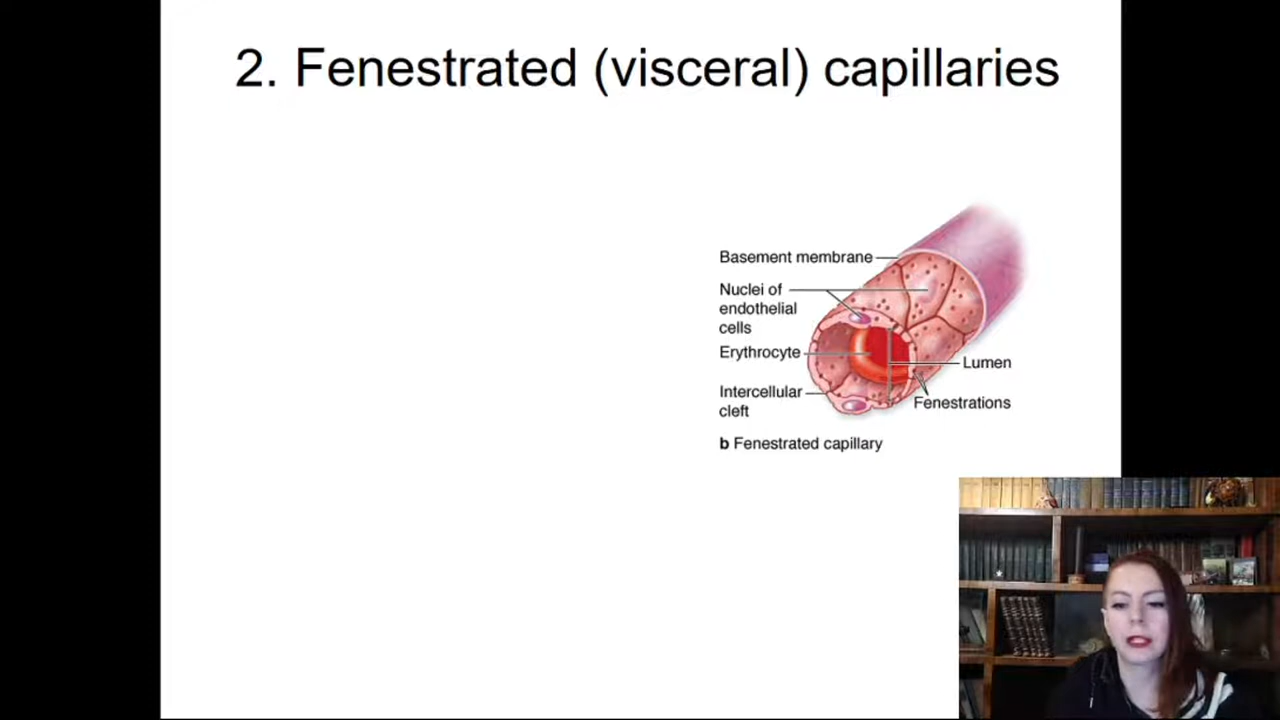 2. Fenestrated (visceral) capillaries
Basement membrane
Nuclei of
endothelial
cells
Erythrocyte
Intercellular
cleft
Lumen
Fenestrations
b Fenestrated capillary